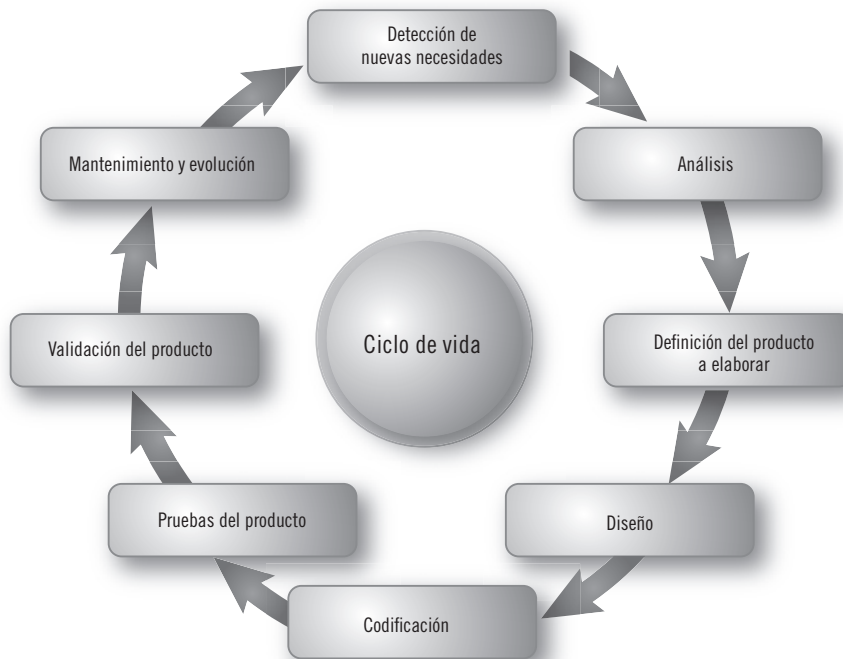 Detección de
nuevas necesidades
Análisis
Definición del producto
a elaborar
Diseño
Codificación
Pruebas del producto
Validación del producto
Mantenimiento y evolución
Ciclo de vida